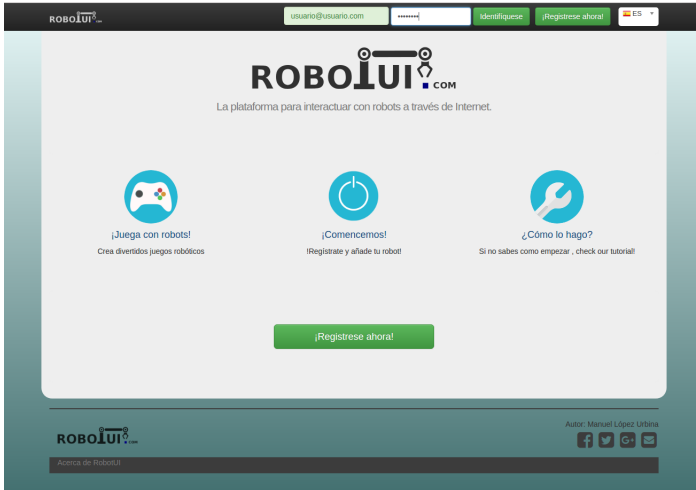 ROBOTUI.COM
usuario@usuario.com
••••••••
Identifíquese
¡Registrese ahora!
ES
ROBOTUI.COM
La plataforma para interactuar con robots a través de Internet.
¡Juega con robots!
¡Comencemos!
¿Cómo lo hago?
Crea divertidos juegos robóticos
!Regístrate y añade tu robot!
Si no sabes como empezar , check our tutorial!
¡Registrese ahora!
Autor: Manuel López Urbina
ROBOTUI.COM
Acerca de RobotUI